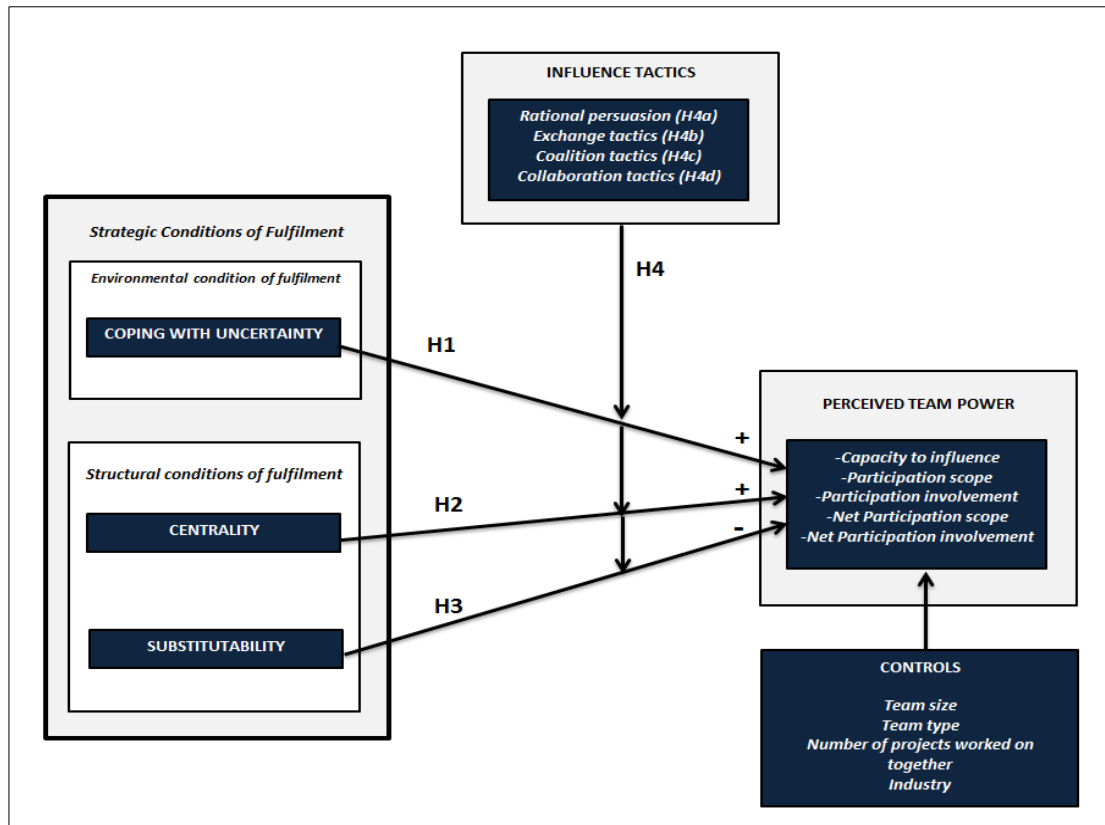 INFLUENCE TACTICS
Rational persuasion (H4a)
Exchange tactics (H4b)
Coalition tactics (H4c)
Collaboration tactics (H4d)
H4
Strategic Conditions of Fulfilment
Environmental condition of fulfilment
COPING WITH UNCERTAINTY
H1
Structural conditions of fulfilment
CENTRALITY
H2
SUBSTITUTABILITY
H3
+
+
-
PERCEIVED TEAM POWER
-Capacity to influence
-Participation scope
-Participation involvement
-Net Participation scope
-Net Participation involvement
CONTROLS
Team size
Team type
Number of projects worked on
together
Industry